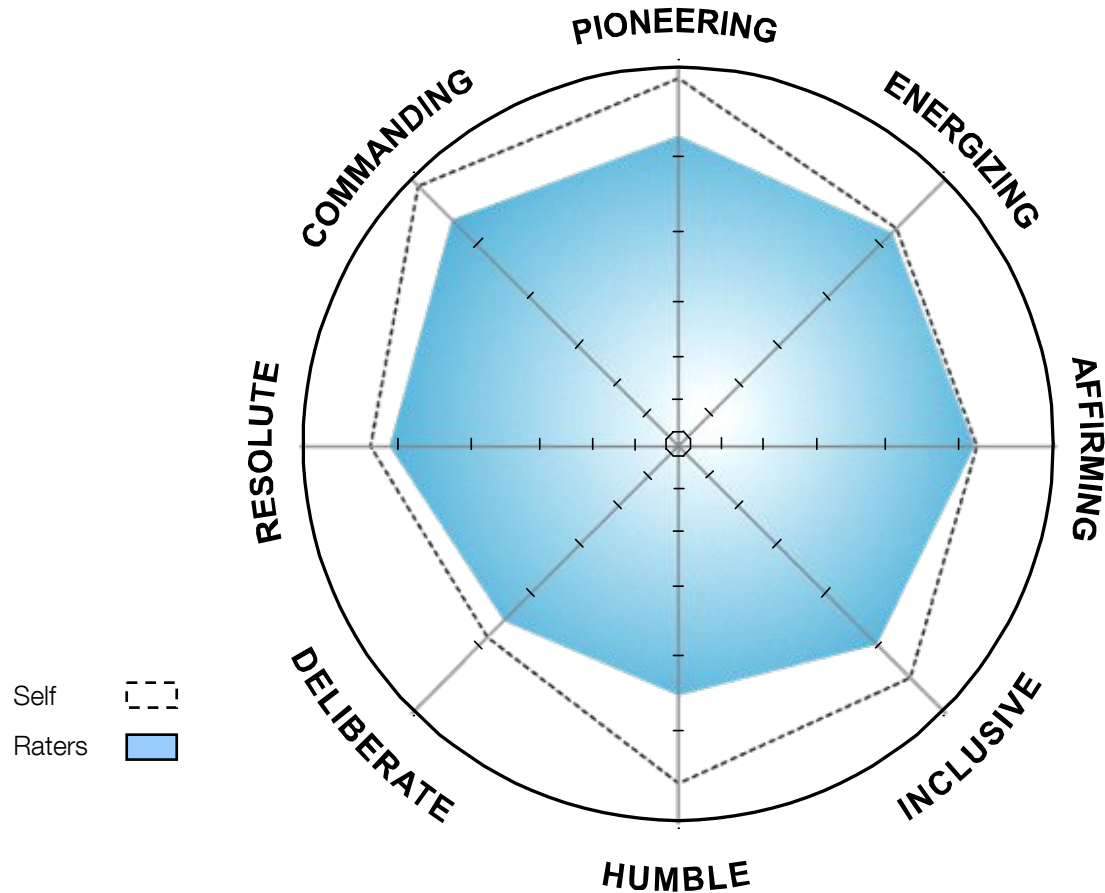 PIONEERING
ENERGIZING
AFFIRMING
INCLUSIVE
HUMBLE
DELIBERATE
RESOLUTE
COMMANDING
Self
Raters